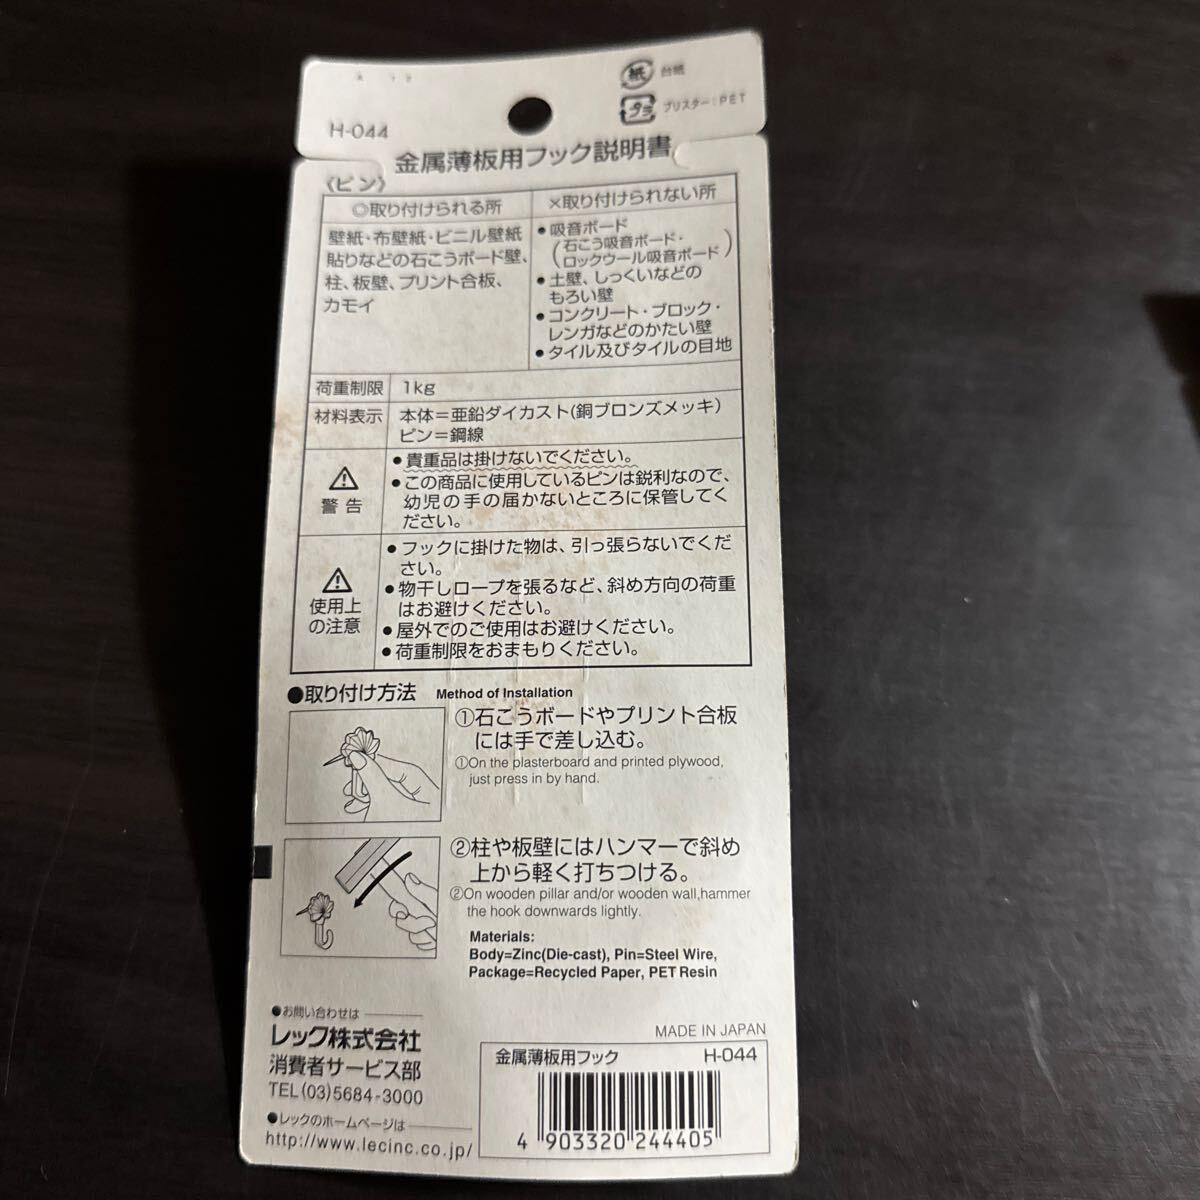 紙 台紙
プラ ブリスター:PET
H-044
金属薄板用フック説明書
《ピン》
◎取り付けられる所
×取り付けられない所
壁紙・布壁紙・ビニル壁紙
貼りなどの石こうボード壁、
柱、板壁、プリント合板、
カモイ
●吸音ボード
(石こう吸音ボード・
ロックウール吸音ボード)
●土壁、しっくいなどの
もろい壁
●コンクリート・ブロック・
レンガなどのかたい壁
●タイル及びタイルの目地
荷重制限 1kg
材料表示 本体=亜鉛ダイカスト(銅ブロンズメッキ)
ピン=鋼線
警告
●貴重品は掛けないでください。
●この商品に使用しているピンは鋭利なので、
幼児の手の届かないところに保管してく
ださい。
使用上
の注意
●フックに掛けた物は、引っ張らないでくだ
さい。
●物干しロープを張るなど、斜め方向の荷重
はお避けください。
●屋外でのご使用はお避けください。
●荷重制限をおまもりください。
●取り付け方法 Method of Installation
①石こうボードやプリント合板
には手で差し込む。
①On the plasterboard and printed plywood,
just press in by hand.
②柱や板壁にはハンマーで斜め
上から軽く打ちつける。
②On wooden pillar and/or wooden wall,hammer
the hook downwards lightly.
Materials:
Body=Zinc(Die-cast), Pin=Steel Wire,
Package=Recycled Paper, PET Resin
●お問い合わせは
レック株式会社
消費者サービス部
TEL(03)5684-3000
●レックのホームページは
http://www.lecinc.co.jp/
MADE IN JAPAN
金属薄板用フック H-044
4 903320 244405